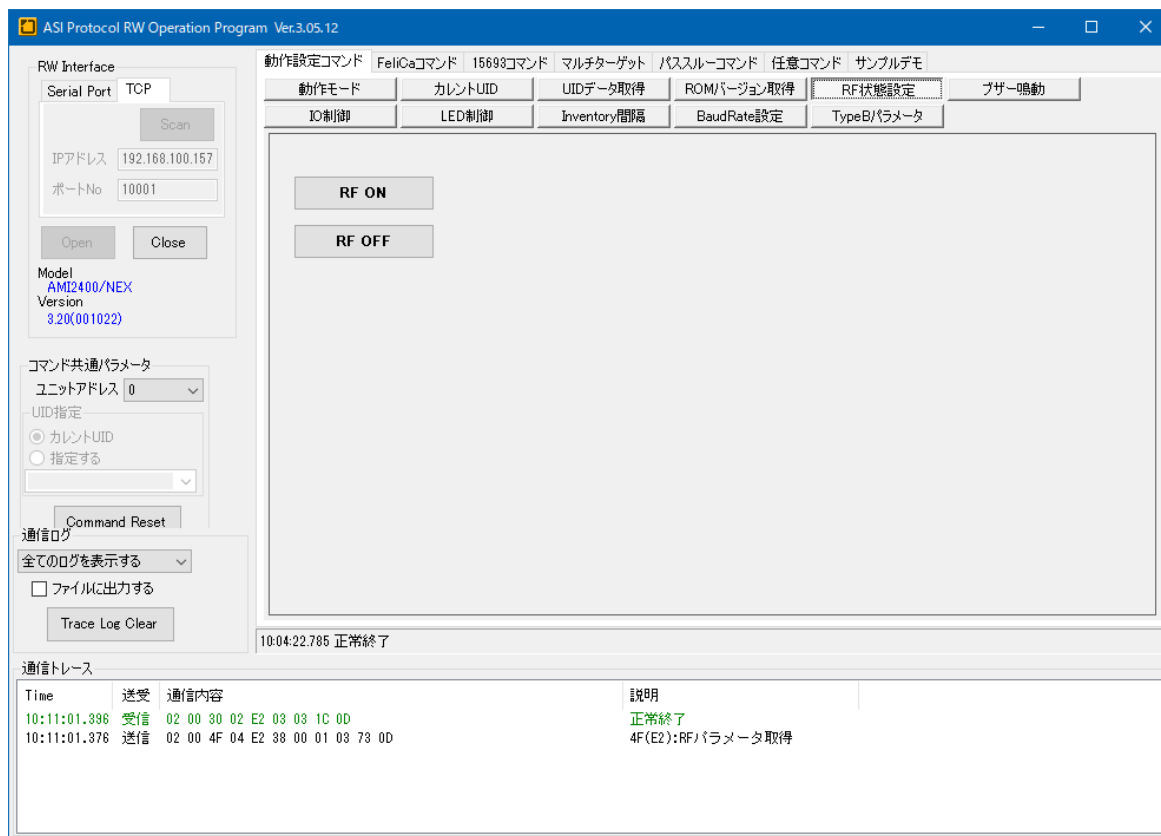 ASI Protocol RW Operation Program Ver.3.05.12
RW Interface
Serial Port TCP
Scan
IPアドレス 192.168.100.157
ポートNo 10001
Open Close
Model
AMI2400/NEX
Version
3.20(001022)
コマンド共通パラメータ
ユニットアドレス 0
UID指定
カレントUID
指定する
Command Reset
通信ログ
全てのログを表示する
ファイルに出力する
Trace Log Clear
動作設定コマンド FeliCaコマンド 15693コマンド マルチターゲット パススルーコマンド 任意コマンド サンプルデモ
動作モード カレントUID UIDデータ取得 ROMバージョン取得 RF状態設定 ブザー鳴動
IO制御 LED制御 Inventory間隔 BaudRate設定 TypeBパラメータ
RF ON
RF OFF
10:04:22.785 正常終了
通信トレース
Time 送受 通信内容 説明
10:11:01.396 受信 02 00 30 02 E2 03 03 1C 0D 正常終了
10:11:01.376 送信 02 00 4F 04 E2 38 00 01 03 73 0D 4F(E2):RFパラメータ取得